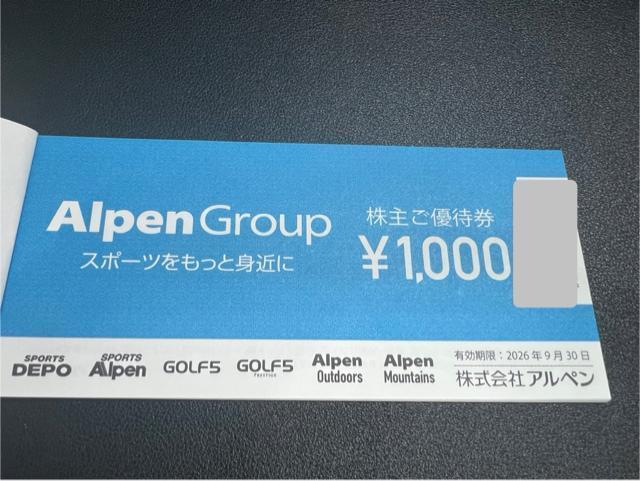 Alpen Group
スポーツをもっと身近に
株主ご優待券
¥1,000
SPORTS DEPO
SPORTS Alpen
GOLF5
GOLF5 PRESTIGE
Alpen Outdoors
Alpen Mountains
有効期限：2026年9月30日
株式会社アルペン